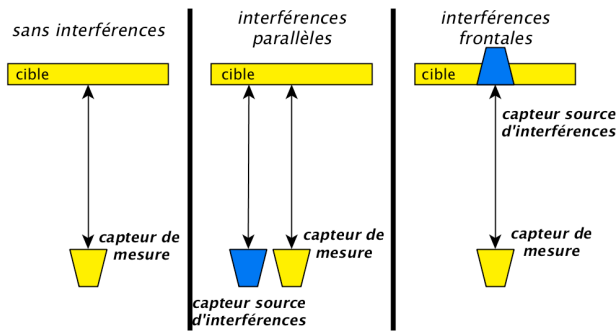 sans interférences
cible
capteur de
mesure
interférences
parallèles
cible
capteur de
mesure
capteur source
d'interférences
interférences
frontales
cible
capteur source
d'interférences
capteur de
mesure